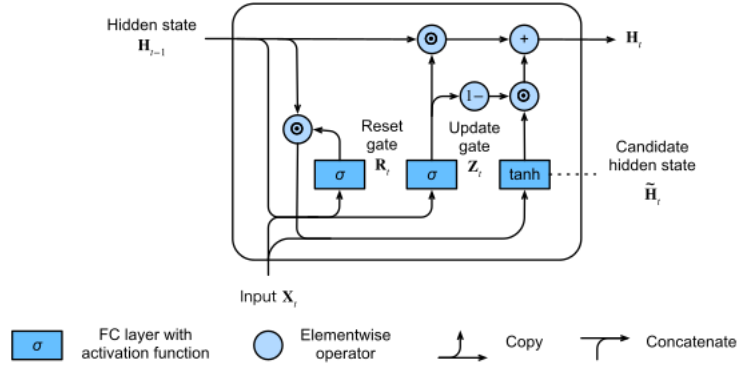 Hidden state
H_{t−1}
⊙
+
H_t
1−
⊙
⊙
Reset
gate
R_t
Update
gate
Z_t
Candidate
hidden state
H̃_t
σ
σ
tanh
Input X_t
σ
FC layer with
activation function
Elementwise
operator
Copy
Concatenate